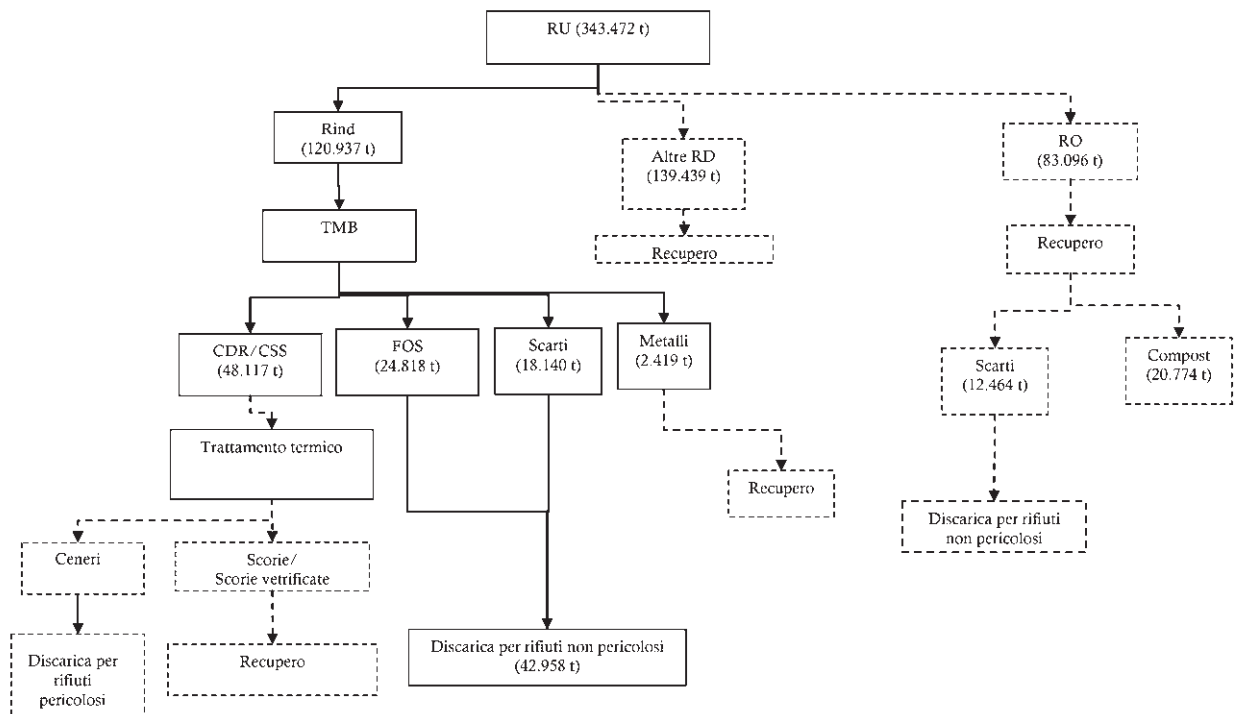 RU (343.472 t)
Rind
(120.937 t)
Altre RD
(139.439 t)
RO
(83.096 t)
TMB
Recupero
Recupero
CDR/CSS
(48.117 t)
FOS
(24.818 t)
Scarti
(18.140 t)
Metalli
(2.419 t)
Scarti
(12.464 t)
Compost
(20.774 t)
Trattamento termico
Recupero
Discarica per rifiuti
non pericolosi
Ceneri
Scorie/
Scorie vetrificate
Discarica per
rifiuti
pericolosi
Recupero
Discarica per rifiuti non pericolosi
(42.958 t)